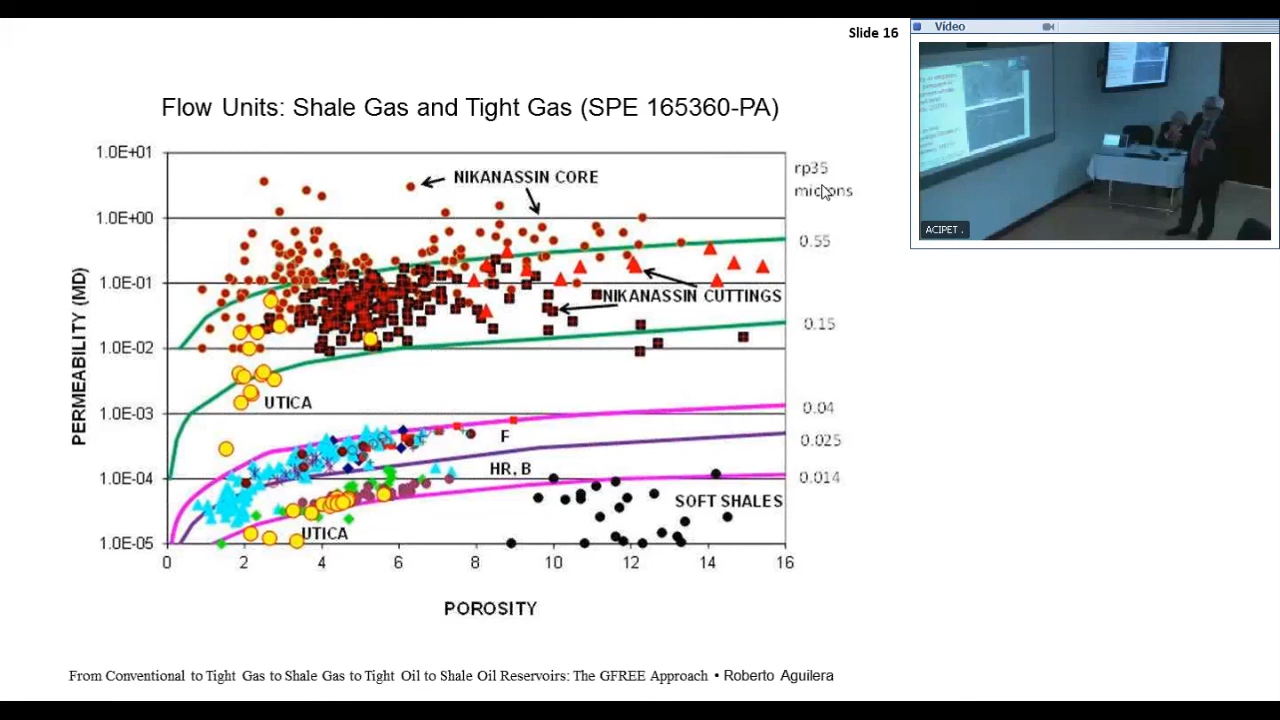 Slide 16
Vídeo
Flow Units: Shale Gas and Tight Gas (SPE 165360-PA)
ACIPET .
PERMEABILITY (MD)
1.0E+01
1.0E+00
1.0E-01
1.0E-02
1.0E-03
1.0E-04
1.0E-05
NIKANASSIN CORE
NIKANASSIN CUTTINGS
UTICA
F
HR, B
SOFT SHALES
UTICA
rp35
microns
0.55
0.15
0.04
0.025
0.014
0 2 4 6 8 10 12 14 16
POROSITY
From Conventional to Tight Gas to Shale Gas to Tight Oil to Shale Oil Reservoirs: The GFREE Approach • Roberto Aguilera